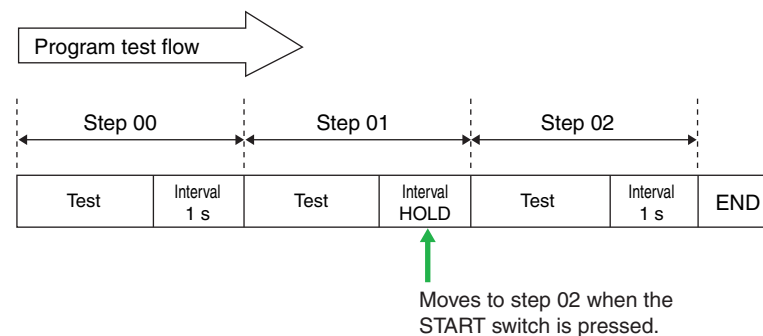 Program test flow
Step 00
Step 01
Step 02
Test
Interval
1 s
Test
Interval
HOLD
Test
Interval
1 s
END
Moves to step 02 when the
START switch is pressed.